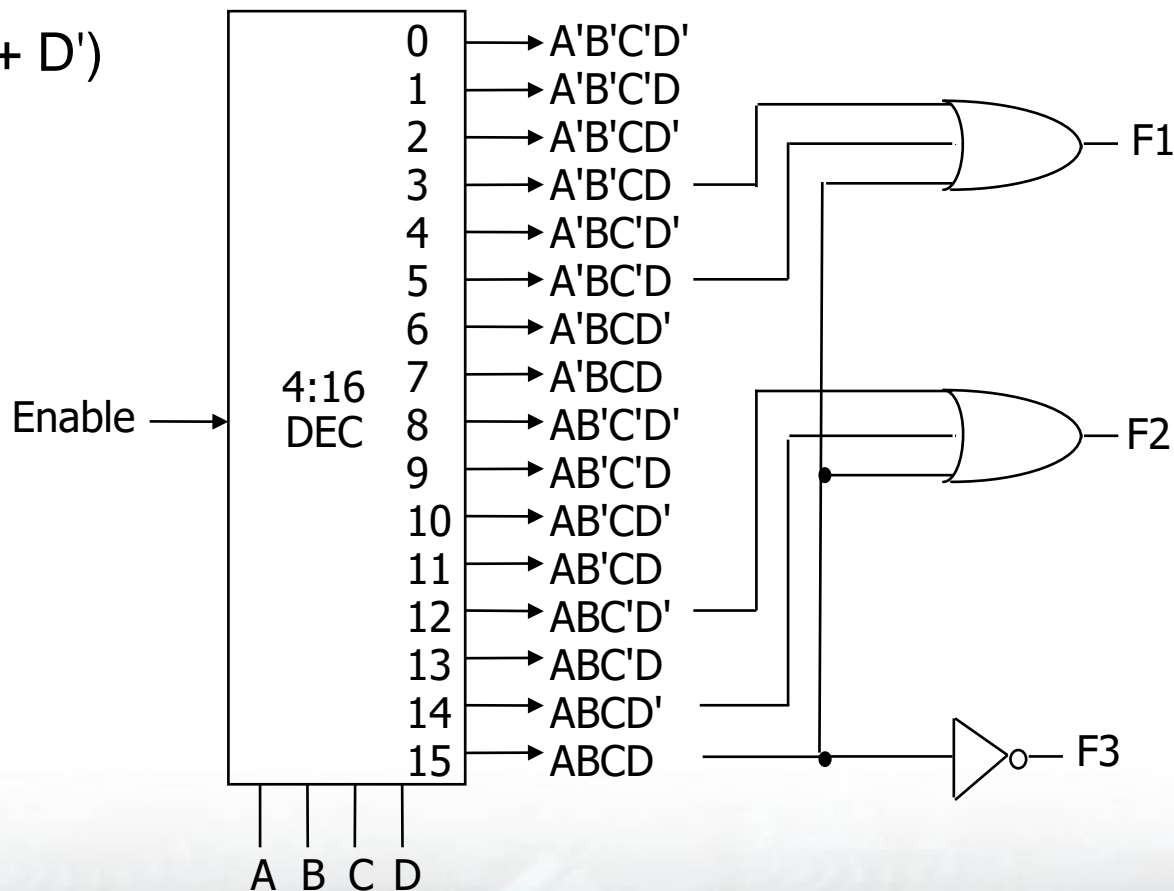 + D')
0 A'B'C'D'
1 A'B'C'D
2 A'B'CD'
3 A'B'CD
4 A'BC'D'
5 A'BC'D
6 A'BCD'
7 A'BCD
8 AB'C'D'
9 AB'C'D
10 AB'CD'
11 AB'CD
12 ABC'D'
13 ABC'D
14 ABCD'
15 ABCD
Enable
4:16
DEC
A B C D
F1
F2
F3